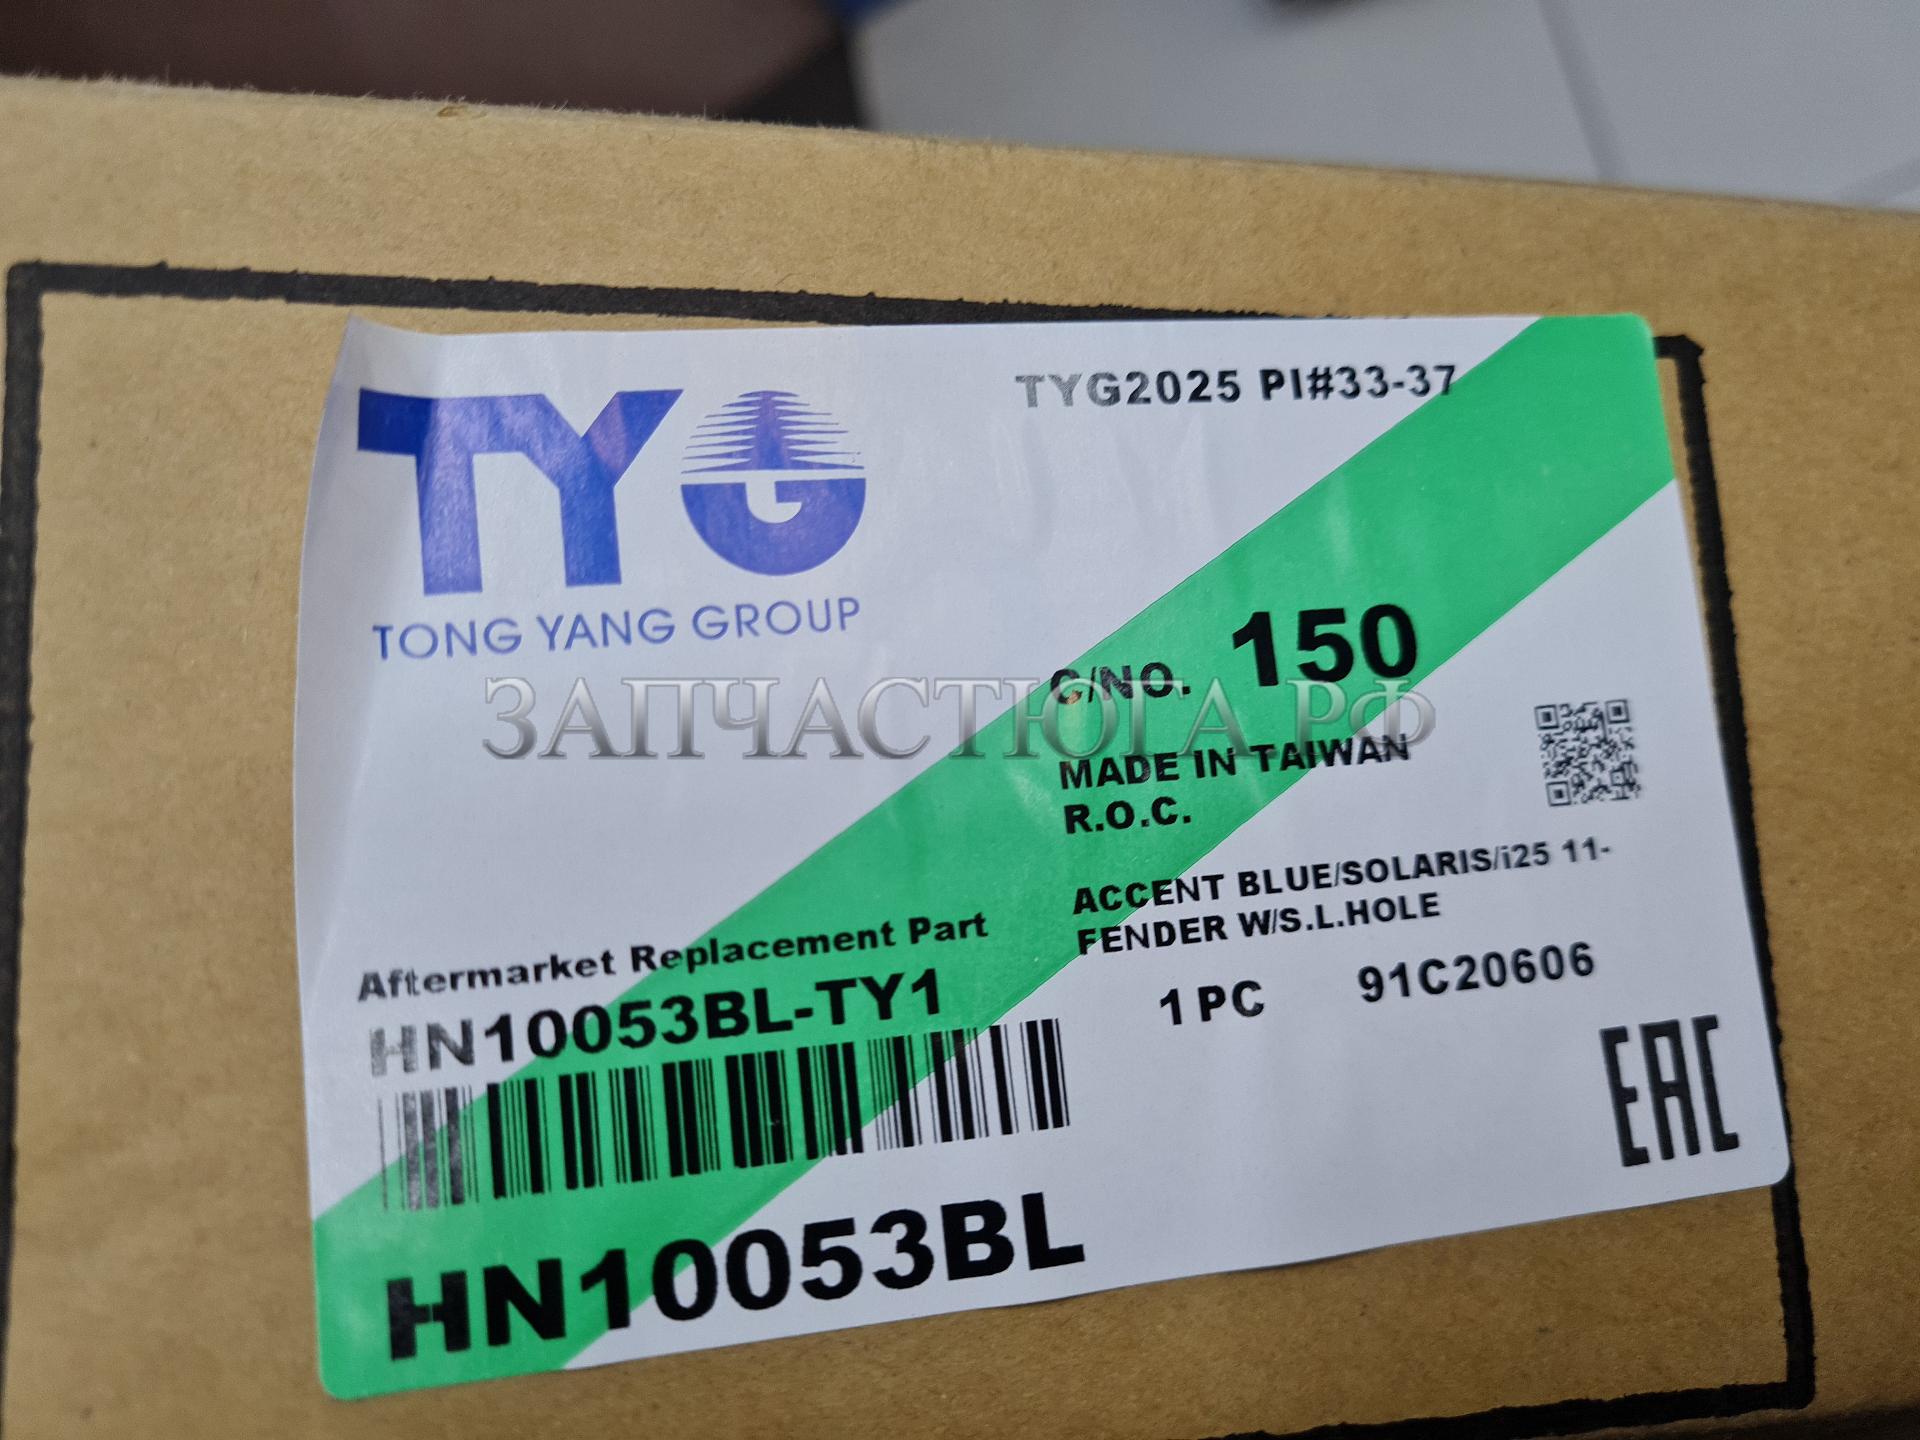 TYG
TYG2025 PI#33-37
TONG YANG GROUP
C/NO. 150
ЗАПЧАСТЮГА.РФ
MADE IN TAIWAN
R.O.C.
ACCENT BLUE/SOLARIS/i25 11-
FENDER W/S.L.HOLE
Aftermarket Replacement Part
HN10053BL-TY1
1 PC 91C20606
EAC
HN10053BL